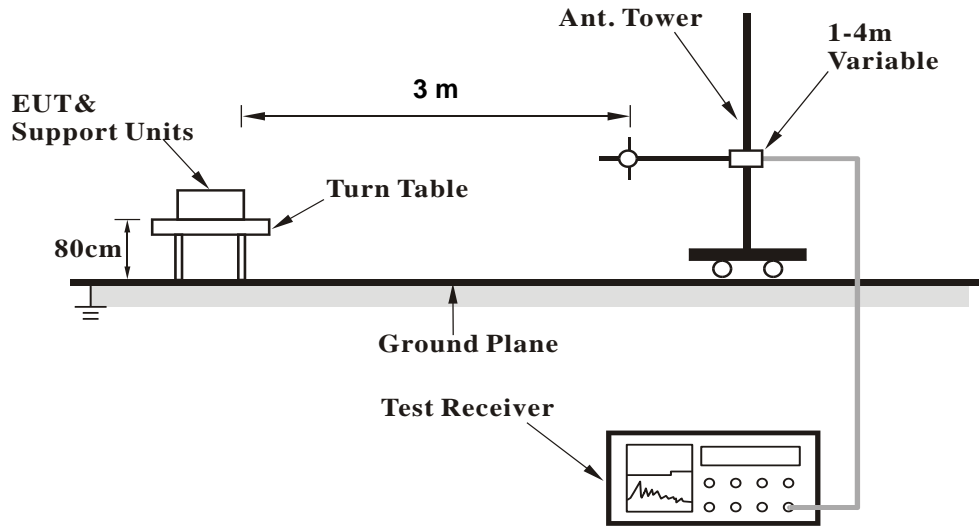 Ant. Tower
1-4m
Variable
3 m
EUT&
Support Units
Turn Table
80cm
Ground Plane
Test Receiver